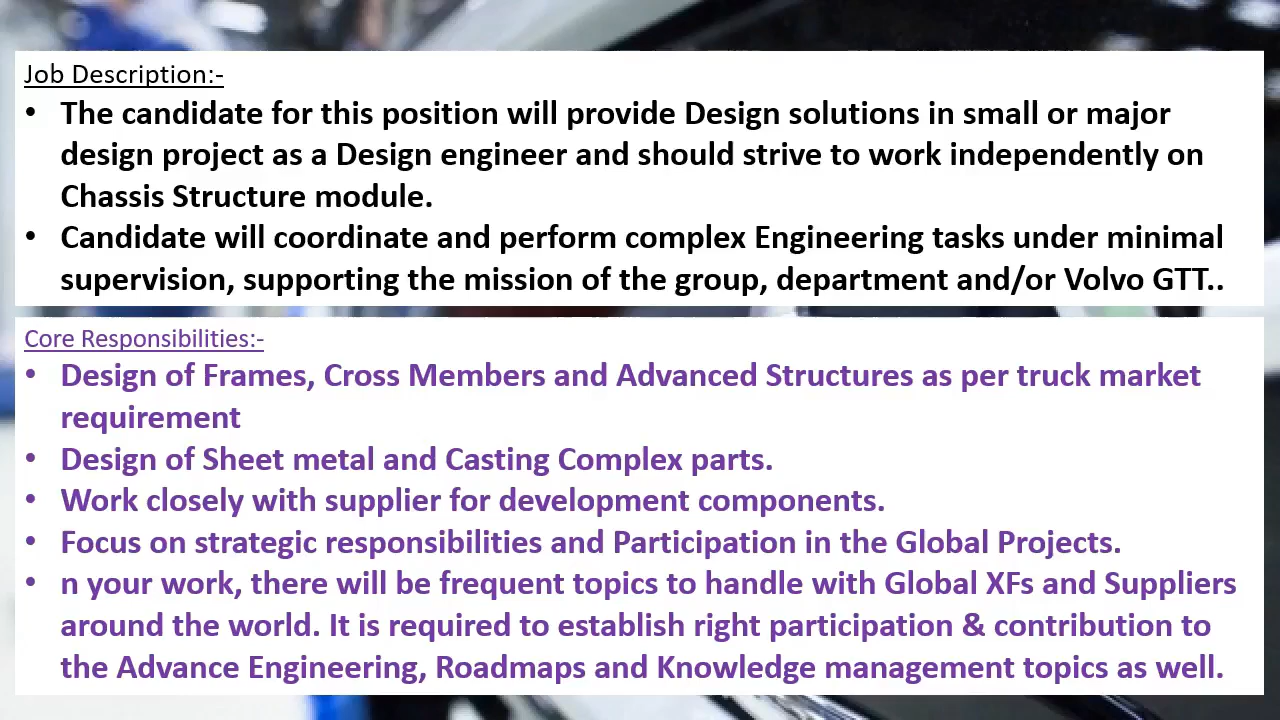 Job Description:-
• The candidate for this position will provide Design solutions in small or major
design project as a Design engineer and should strive to work independently on
Chassis Structure module.
• Candidate will coordinate and perform complex Engineering tasks under minimal
supervision, supporting the mission of the group, department and/or Volvo GTT..
Core Responsibilities:-
• Design of Frames, Cross Members and Advanced Structures as per truck market
requirement
• Design of Sheet metal and Casting Complex parts.
• Work closely with supplier for development components.
• Focus on strategic responsibilities and Participation in the Global Projects.
• n your work, there will be frequent topics to handle with Global XFs and Suppliers
around the world. It is required to establish right participation & contribution to
the Advance Engineering, Roadmaps and Knowledge management topics as well.